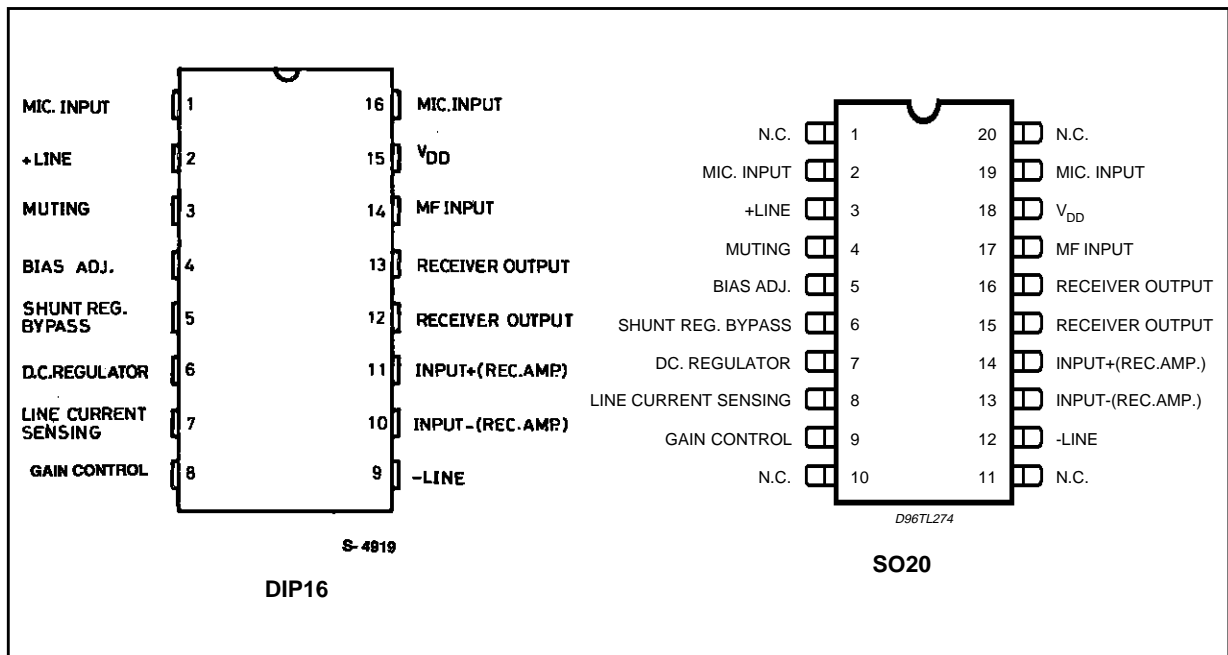 MIC. INPUT 1 16 MIC.INPUT
+LINE 2 15 VDD
MUTING 3 14 MF INPUT
BIAS ADJ. 4 13 RECEIVER OUTPUT
SHUNT REG.
BYPASS 5 12 RECEIVER OUTPUT
D.C.REGULATOR 6 11 INPUT+(REC.AMP.)
LINE CURRENT
SENSING 7 10 INPUT-(REC.AMP.)
GAIN CONTROL 8 9 -LINE
S-4919
DIP16
N.C. 1 20 N.C.
MIC. INPUT 2 19 MIC. INPUT
+LINE 3 18 VDD
MUTING 4 17 MF INPUT
BIAS ADJ. 5 16 RECEIVER OUTPUT
SHUNT REG. BYPASS 6 15 RECEIVER OUTPUT
DC. REGULATOR 7 14 INPUT+(REC.AMP.)
LINE CURRENT SENSING 8 13 INPUT-(REC.AMP.)
GAIN CONTROL 9 12 -LINE
N.C. 10 11 N.C.
D96TL274
SO20